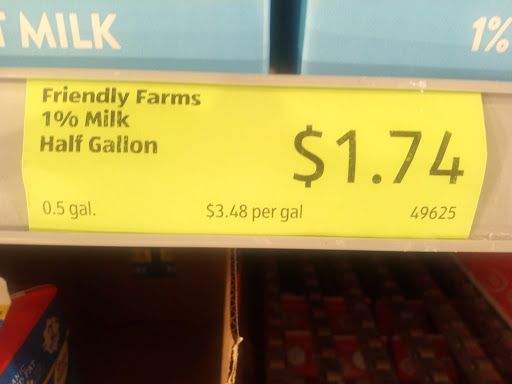 MILK
1%
Friendly Farms
1% Milk
Half Gallon
$1.74
0.5 gal.
$3.48 per gal
49625